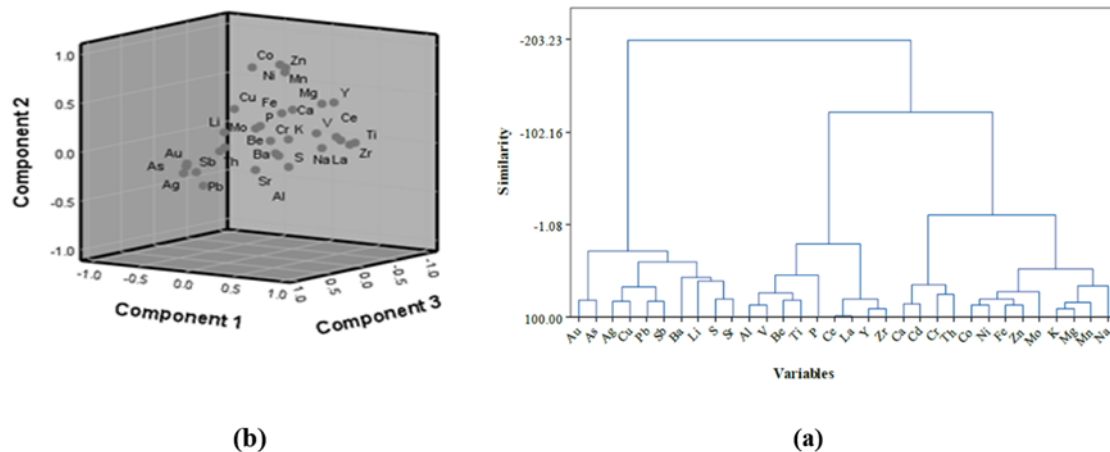 1.0
0.5
0.0
-0.5
-1.0
Component 2
Co Zn
Ni Mn
Mg Y
Cu Fe Ca Ce
Li Mo P V Ti
Be Cr K
Au Sb Th Ba S Na La Zr
As
Ag Pb Sr
Al
-1.0 -0.5 0.0 0.5 1.0
Component 1
1.0 0.5 0.0 -0.5 -1.0
Component 3
(b)
Similarity
-203.23
-102.16
-1.08
100.00
Au As Ag Cu Pb Sb Ba Li S Sr Al V Be Ti P Ce La Y Zr Ca Cd Cr Th Co Ni Fe Zn Mo K Mg Mn Na
Variables
(a)